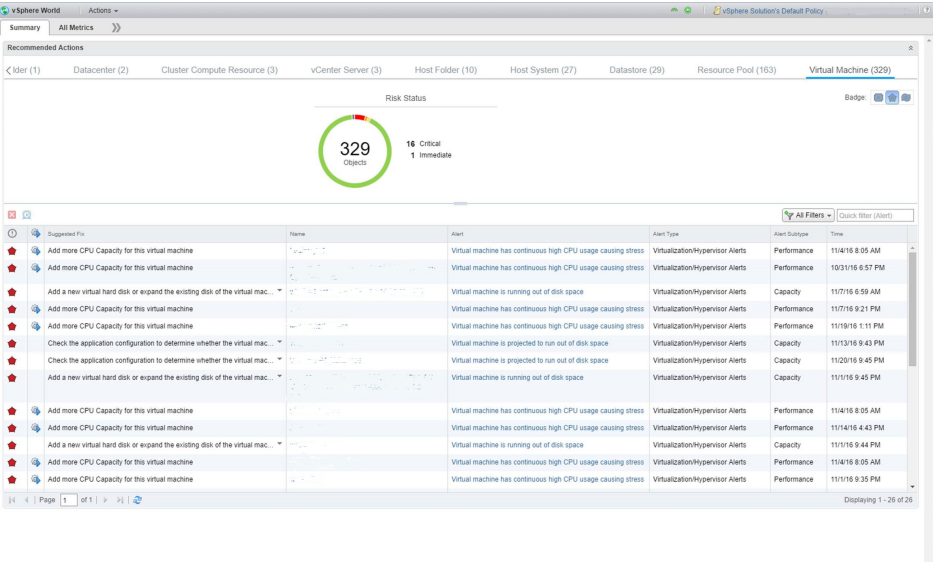 vSphere World Actions vSphere Solution's Default Policy
Summary All Metrics
Recommended Actions
lder (1) Datacenter (2) Cluster Compute Resource (3) vCenter Server (3) Host Folder (10) Host System (27) Datastore (29) Resource Pool (163) Virtual Machine (329)
Risk Status Badge:
329
Objects
16 Critical
1 Immediate
All Filters Quick filter (Alert)
Suggested Fix Name Alert Alert Type Alert Subtype Time
Add more CPU Capacity for this virtual machine Virtual machine has continuous high CPU usage causing stress Virtualization/Hypervisor Alerts Performance 11/4/16 8:05 AM
Add more CPU Capacity for this virtual machine Virtual machine has continuous high CPU usage causing stress Virtualization/Hypervisor Alerts Performance 10/31/16 6:57 PM
Add a new virtual hard disk or expand the existing disk of the virtual mac... Virtual machine is running out of disk space Virtualization/Hypervisor Alerts Capacity 11/7/16 6:59 AM
Add more CPU Capacity for this virtual machine Virtual machine has continuous high CPU usage causing stress Virtualization/Hypervisor Alerts Performance 11/7/16 9:21 PM
Add more CPU Capacity for this virtual machine Virtual machine has continuous high CPU usage causing stress Virtualization/Hypervisor Alerts Performance 11/19/16 1:11 PM
Check the application configuration to determine whether the virtual mac... Virtual machine is projected to run out of disk space Virtualization/Hypervisor Alerts Capacity 11/13/16 9:43 PM
Check the application configuration to determine whether the virtual mac... Virtual machine is projected to run out of disk space Virtualization/Hypervisor Alerts Capacity 11/20/16 9:45 PM
Add a new virtual hard disk or expand the existing disk of the virtual mac... Virtual machine is running out of disk space Virtualization/Hypervisor Alerts Capacity 11/1/16 9:45 PM
Add more CPU Capacity for this virtual machine Virtual machine has continuous high CPU usage causing stress Virtualization/Hypervisor Alerts Performance 11/4/16 8:05 AM
Add more CPU Capacity for this virtual machine Virtual machine has continuous high CPU usage causing stress Virtualization/Hypervisor Alerts Performance 11/14/16 4:43 PM
Add a new virtual hard disk or expand the existing disk of the virtual mac... Virtual machine is running out of disk space Virtualization/Hypervisor Alerts Capacity 11/1/16 9:44 PM
Add more CPU Capacity for this virtual machine Virtual machine has continuous high CPU usage causing stress Virtualization/Hypervisor Alerts Performance 11/4/16 8:05 AM
Add more CPU Capacity for this virtual machine Virtual machine has continuous high CPU usage causing stress Virtualization/Hypervisor Alerts Performance 11/1/16 9:35 PM
Page 1 of 1 Displaying 1 - 26 of 26